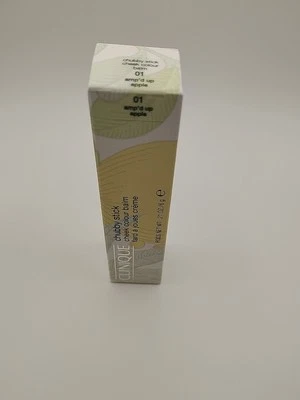 chubby stick
cheek colour balm
01
amp'd up
apple
01
amp'd up
apple
CLINIQUE
chubby stick
cheek colour balm
fard à joues crème